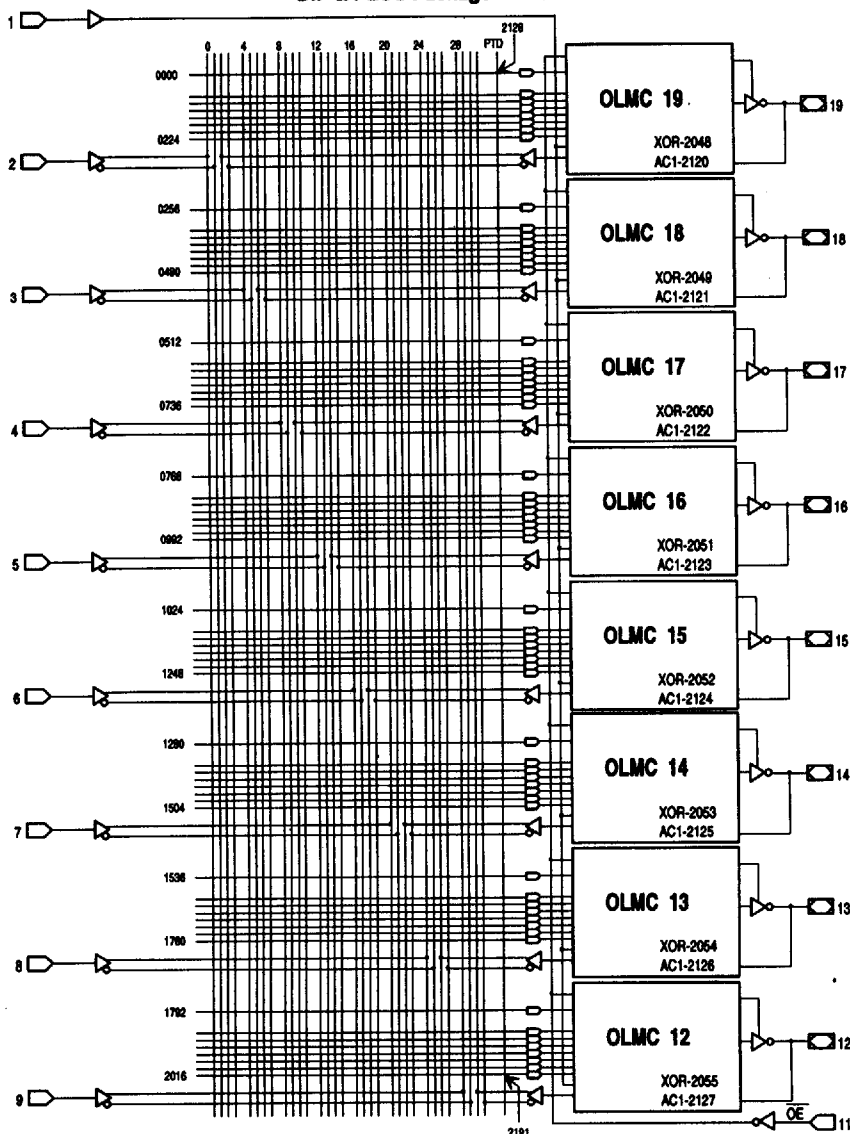 1
2128
0 4 8 12 16 20 24 28 PTD
0000
OLMC 19
19
XOR-2048
0224
AC1-2120
2
0256
OLMC 18
18
XOR-2049
0480
AC1-2121
3
0512
OLMC 17
17
XOR-2050
0736
AC1-2122
4
0768
OLMC 16
16
XOR-2051
0992
AC1-2123
5
1024
OLMC 15
15
XOR-2052
1248
AC1-2124
6
1280
OLMC 14
14
XOR-2053
1504
AC1-2125
7
1536
OLMC 13
13
XOR-2054
1760
AC1-2126
8
1792
OLMC 12
12
XOR-2055
2016
AC1-2127
9
OE
11
2191